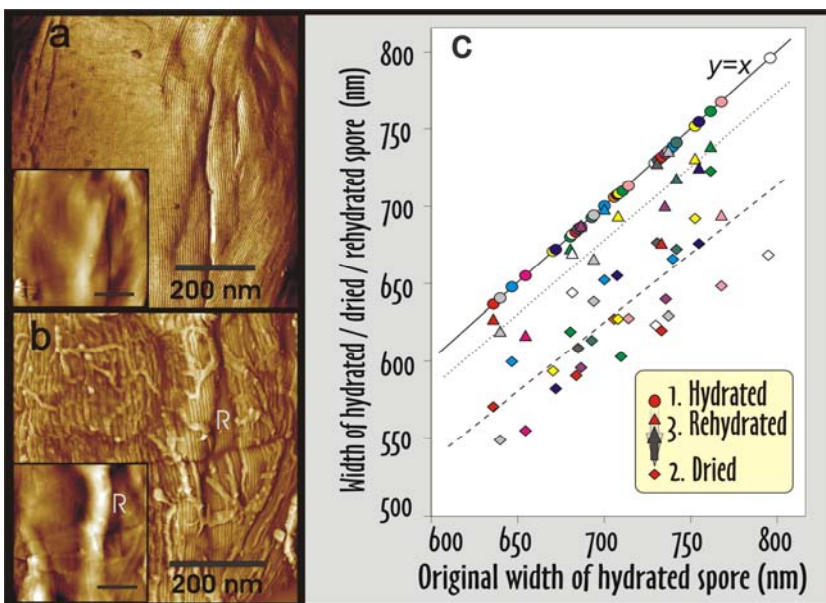 a
200 nm
b
R
R
200 nm
c
y=x
Width of hydrated / dried / rehydrated spore (nm)
800
750
700
650
600
550
500
600 650 700 750 800
Original width of hydrated spore (nm)
1. Hydrated
3. Rehydrated
2. Dried